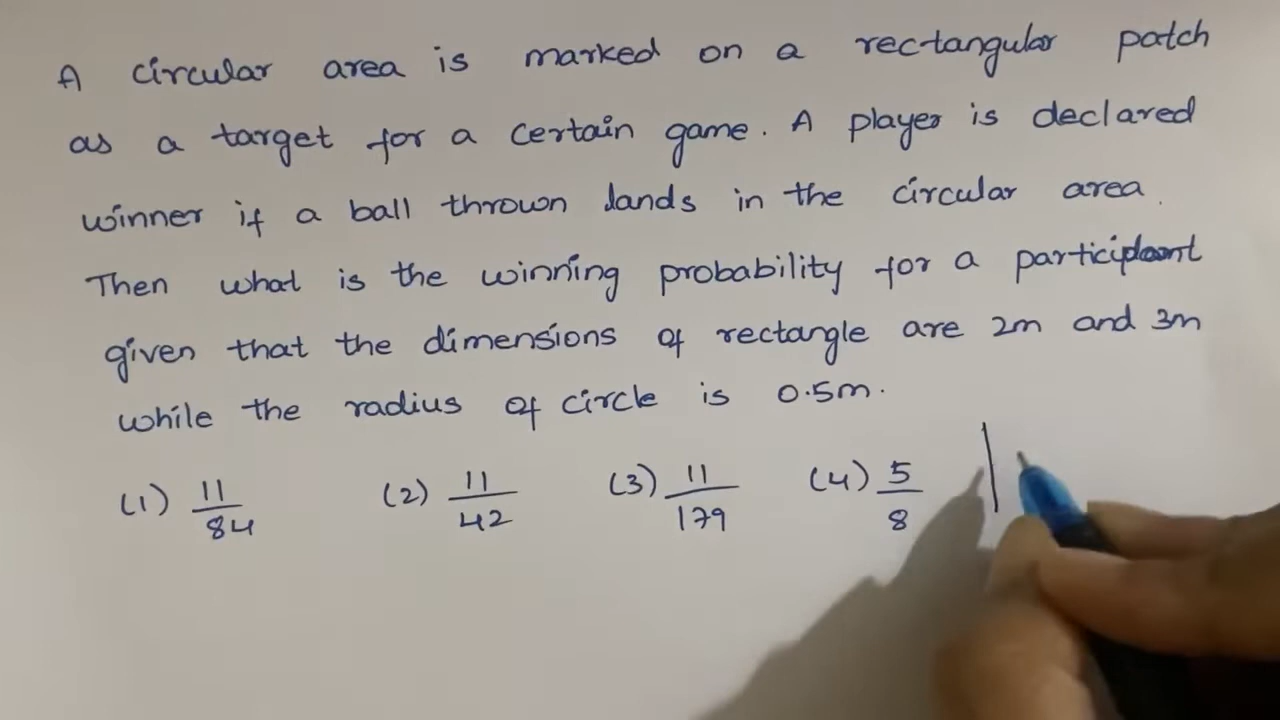 A circular area is marked on a rectangular patch
as a target for a certain game. A player is declared
winner if a ball thrown lands in the circular area.
Then what is the winning probability for a participant
given that the dimensions of rectangle are 2m and 3m
while the radius of circle is 0.5m.
(1) 11/84 (2) 11/42 (3) 11/179 (4) 5/8